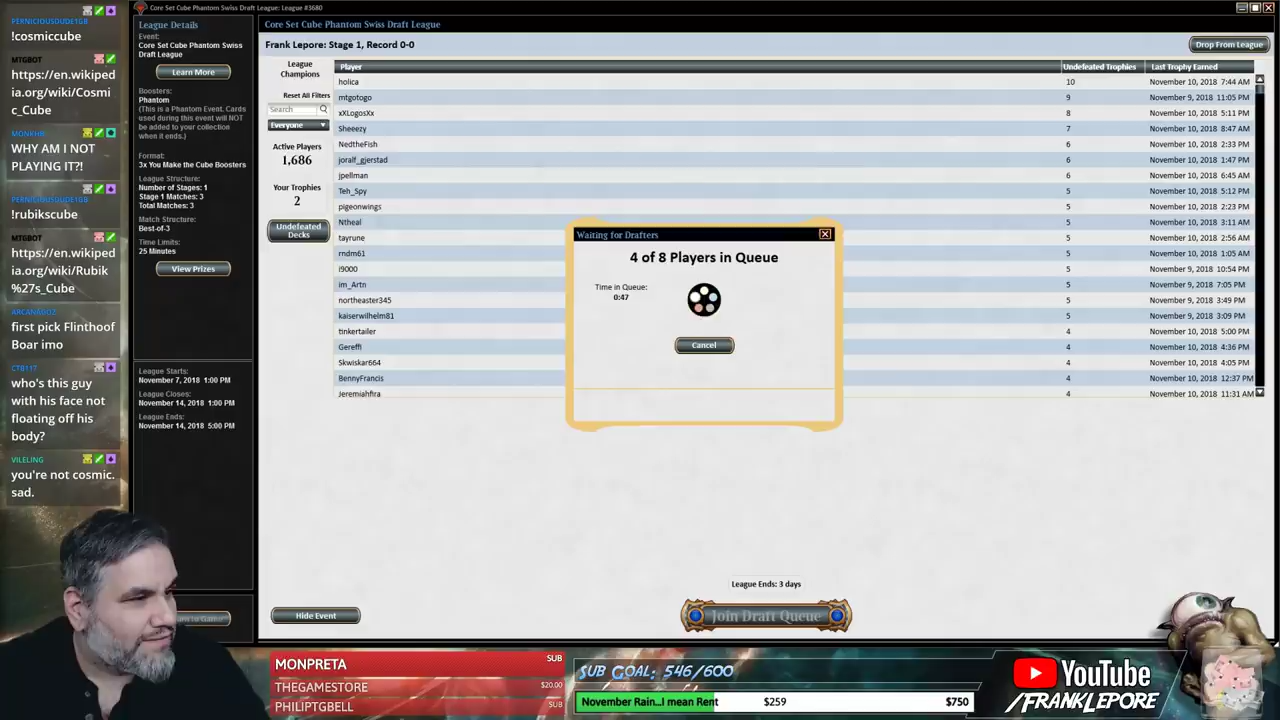 PERNICIOUSDUDEYGB
!cosmiccube
MTGBOT
https://en.wikiped
ia.org/wiki/Cosmi
c_Cube
MONKHB
WHY AM I NOT
PLAYING IT?!
PERNICIOUSDUDEYGB
!rubikscube
MTGBOT
https://en.wikiped
ia.org/wiki/Rubik
%27s_Cube
ARCANAUDZ
first pick Flinthoof
Boar imo
CTB117
who's this guy
with his face not
floating off his
body?
VILELING
you're not cosmic.
sad.
Core Set Cube Phantom Swiss Draft League: League #3680
League Details
Event:
Core Set Cube Phantom Swiss
Draft League
Learn More
Boosters:
Phantom
(This is a Phantom Event. Cards
used during this event will NOT
be added to your collection
when it ends.)
Format:
3x You Make the Cube Boosters
League Structure:
Number of Stages: 1
Stage 1 Matches: 3
Total Matches: 3
Match Structure:
Best-of-3
Time Limits:
25 Minutes
View Prizes
League Starts:
November 7, 2018 1:00 PM
League Closes:
November 14, 2018 1:00 PM
League Ends:
November 14, 2018 5:00 PM
Core Set Cube Phantom Swiss Draft League
Frank Lepore: Stage 1, Record 0-0
Drop From League
League
Champions
Reset All Filters
Search
Everyone
Active Players
1,686
Your Trophies
2
Undefeated
Decks
Player Undefeated Trophies Last Trophy Earned
holica 10 November 10, 2018 7:44 AM
mtgotogo 9 November 9, 2018 11:05 PM
xXLogosXx 8 November 10, 2018 5:11 PM
Sheeezy 7 November 10, 2018 8:47 AM
NedtheFish 6 November 10, 2018 2:33 PM
joralf_gjerstad 6 November 10, 2018 1:47 PM
jpellman 6 November 10, 2018 6:45 AM
Teh_Spy 5 November 10, 2018 5:12 PM
pigeonwings 5 November 10, 2018 2:23 PM
Ntheal 5 November 10, 2018 3:11 AM
tayrune 5 November 10, 2018 2:56 AM
rndm61 5 November 10, 2018 1:05 AM
i9000 5 November 9, 2018 10:54 PM
im_Artn 5 November 9, 2018 7:05 PM
northeaster345 5 November 9, 2018 3:49 PM
kaiserwilhelm81 5 November 9, 2018 3:09 PM
tinkertailer 4 November 10, 2018 5:00 PM
Gereffi 4 November 10, 2018 4:36 PM
Skwiskar664 4 November 10, 2018 4:05 PM
BennyFrancis 4 November 10, 2018 12:37 PM
Jeremiahfira 4 November 10, 2018 11:31 AM
Waiting for Drafters
4 of 8 Players in Queue
Time in Queue:
0:47
Cancel
League Ends: 3 days
Hide Event
Join Draft Queue
MONPRETA SUB
THEGAMESTORE $20.00
PHILIPTGBELL SUB
SUB GOAL: 546/600
November Rain...I mean Rent $259 $750
YouTube
/FRANKLEPORE